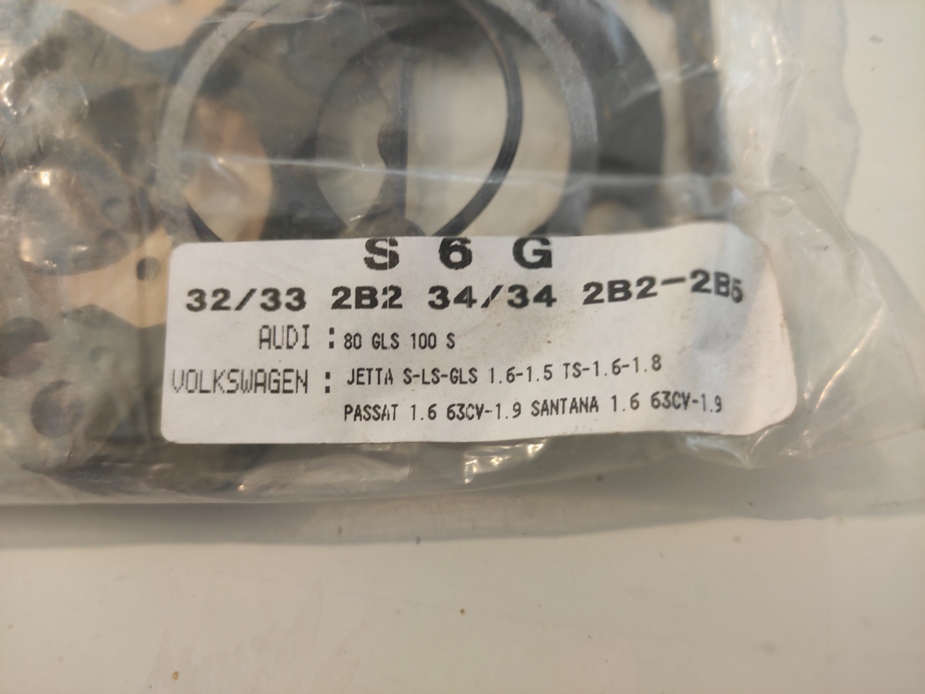 S 6 G
32/33 2B2 34/34 2B2-2B5
AUDI : 80 GLS 100 S
VOLKSWAGEN : JETTA S-LS-GLS 1.6-1.5 TS-1.6-1.8
PASSAT 1.6 63CV-1.9 SANTANA 1.6 63CV-1.9